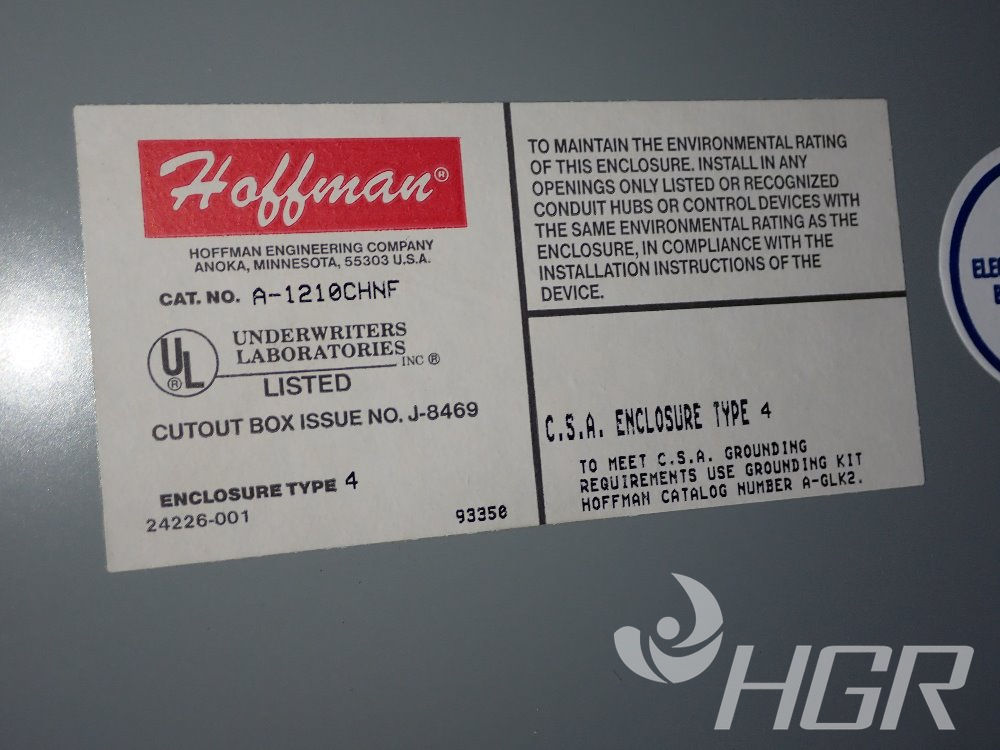 Hoffman®
HOFFMAN ENGINEERING COMPANY
ANOKA, MINNESOTA, 55303 U.S.A.
CAT. NO. A-1210CHNF
UL ®
UNDERWRITERS
LABORATORIES INC ®
LISTED
CUTOUT BOX ISSUE NO. J-8469
ENCLOSURE TYPE 4
24226-001
93350
TO MAINTAIN THE ENVIRONMENTAL RATING
OF THIS ENCLOSURE. INSTALL IN ANY
OPENINGS ONLY LISTED OR RECOGNIZED
CONDUIT HUBS OR CONTROL DEVICES WITH
THE SAME ENVIRONMENTAL RATING AS THE
ENCLOSURE, IN COMPLIANCE WITH THE
INSTALLATION INSTRUCTIONS OF THE
DEVICE.
C.S.A. ENCLOSURE TYPE 4
TO MEET C.S.A. GROUNDING
REQUIREMENTS USE GROUNDING KIT
HOFFMAN CATALOG NUMBER A-GLK2.
HGR